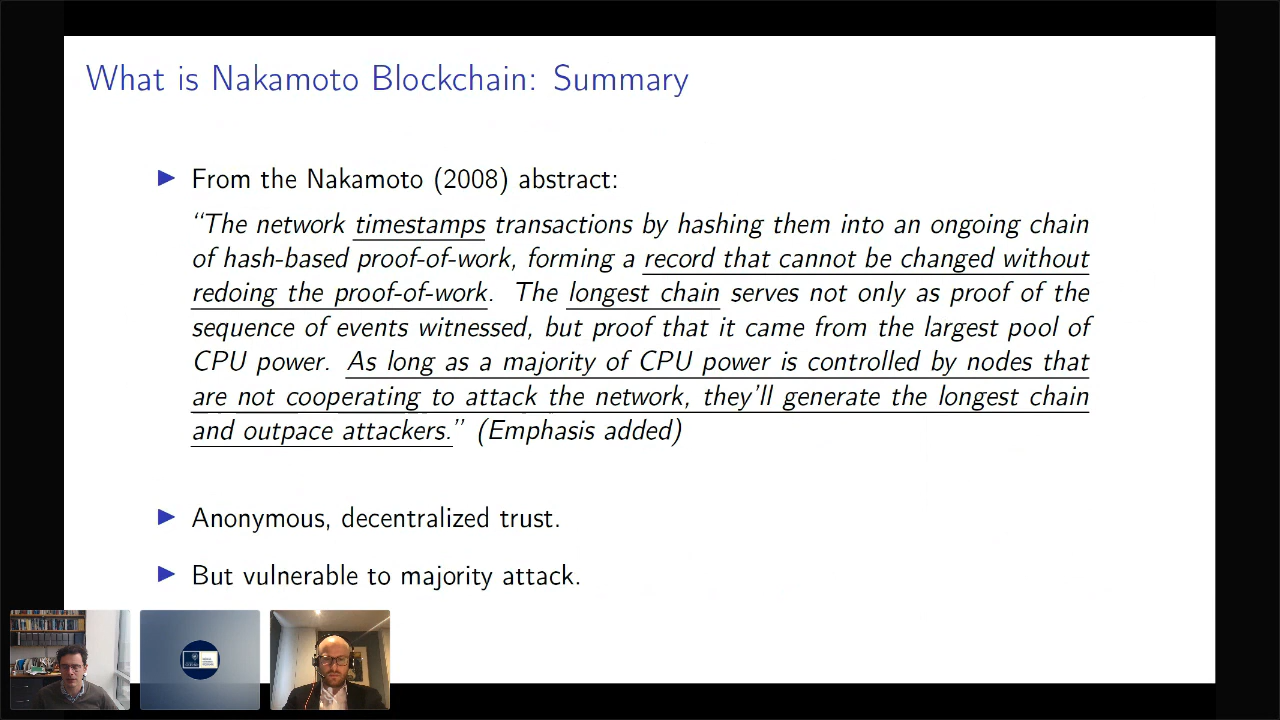 What is Nakamoto Blockchain: Summary
▶ From the Nakamoto (2008) abstract:
“The network timestamps transactions by hashing them into an ongoing chain
of hash-based proof-of-work, forming a record that cannot be changed without
redoing the proof-of-work. The longest chain serves not only as proof of the
sequence of events witnessed, but proof that it came from the largest pool of
CPU power. As long as a majority of CPU power is controlled by nodes that
are not cooperating to attack the network, they’ll generate the longest chain
and outpace attackers.” (Emphasis added)
▶ Anonymous, decentralized trust.
▶ But vulnerable to majority attack.